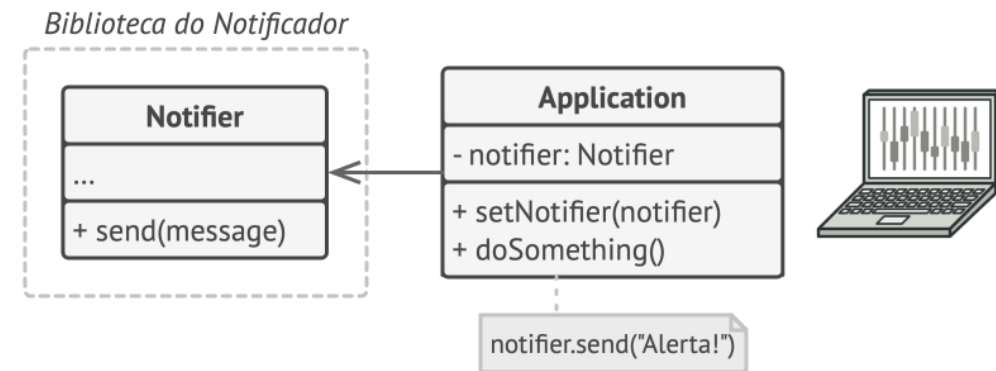 Biblioteca do Notificador
Notifier
...
+ send(message)
Application
- notifier: Notifier
+ setNotifier(notifier)
+ doSomething()
notifier.send("Alerta!")